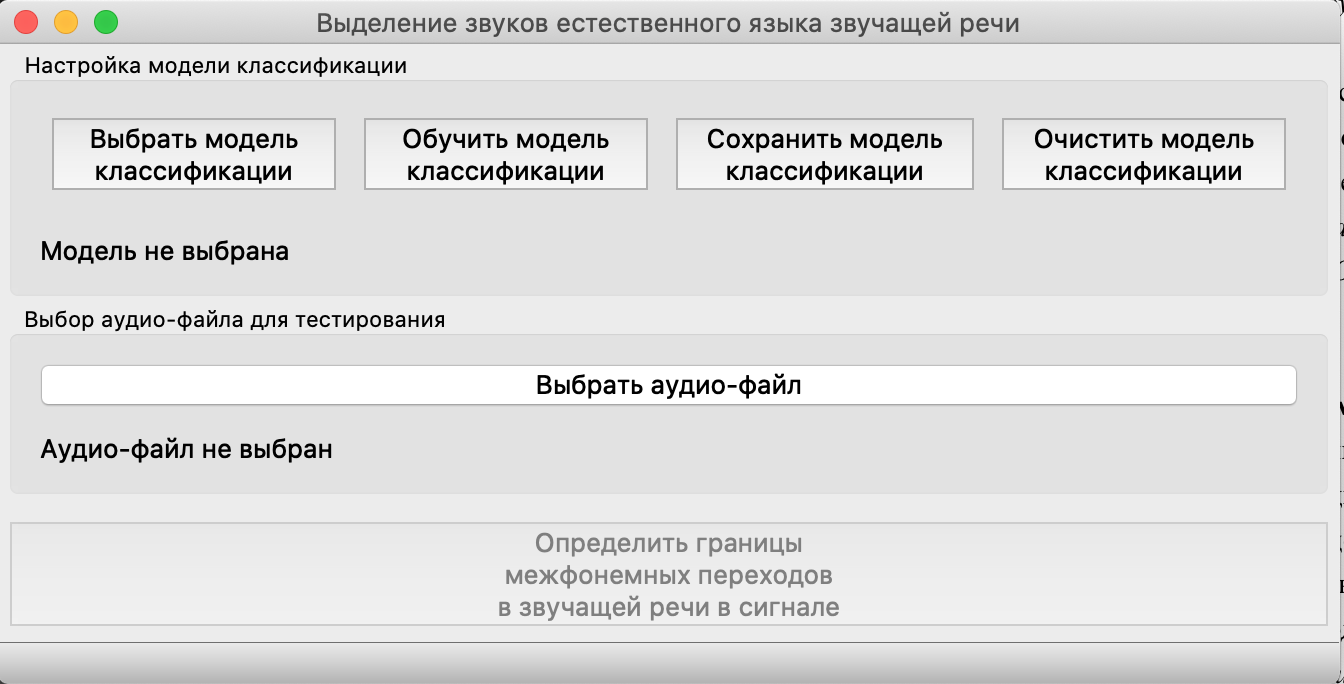 Выделение звуков естественного языка звучащей речи
Настройка модели классификации
Выбрать модель
классификации
Обучить модель
классификации
Сохранить модель
классификации
Очистить модель
классификации
Модель не выбрана
Выбор аудио-файла для тестирования
Выбрать аудио-файл
Аудио-файл не выбран
Определить границы
межфонемных переходов
в звучащей речи в сигнале